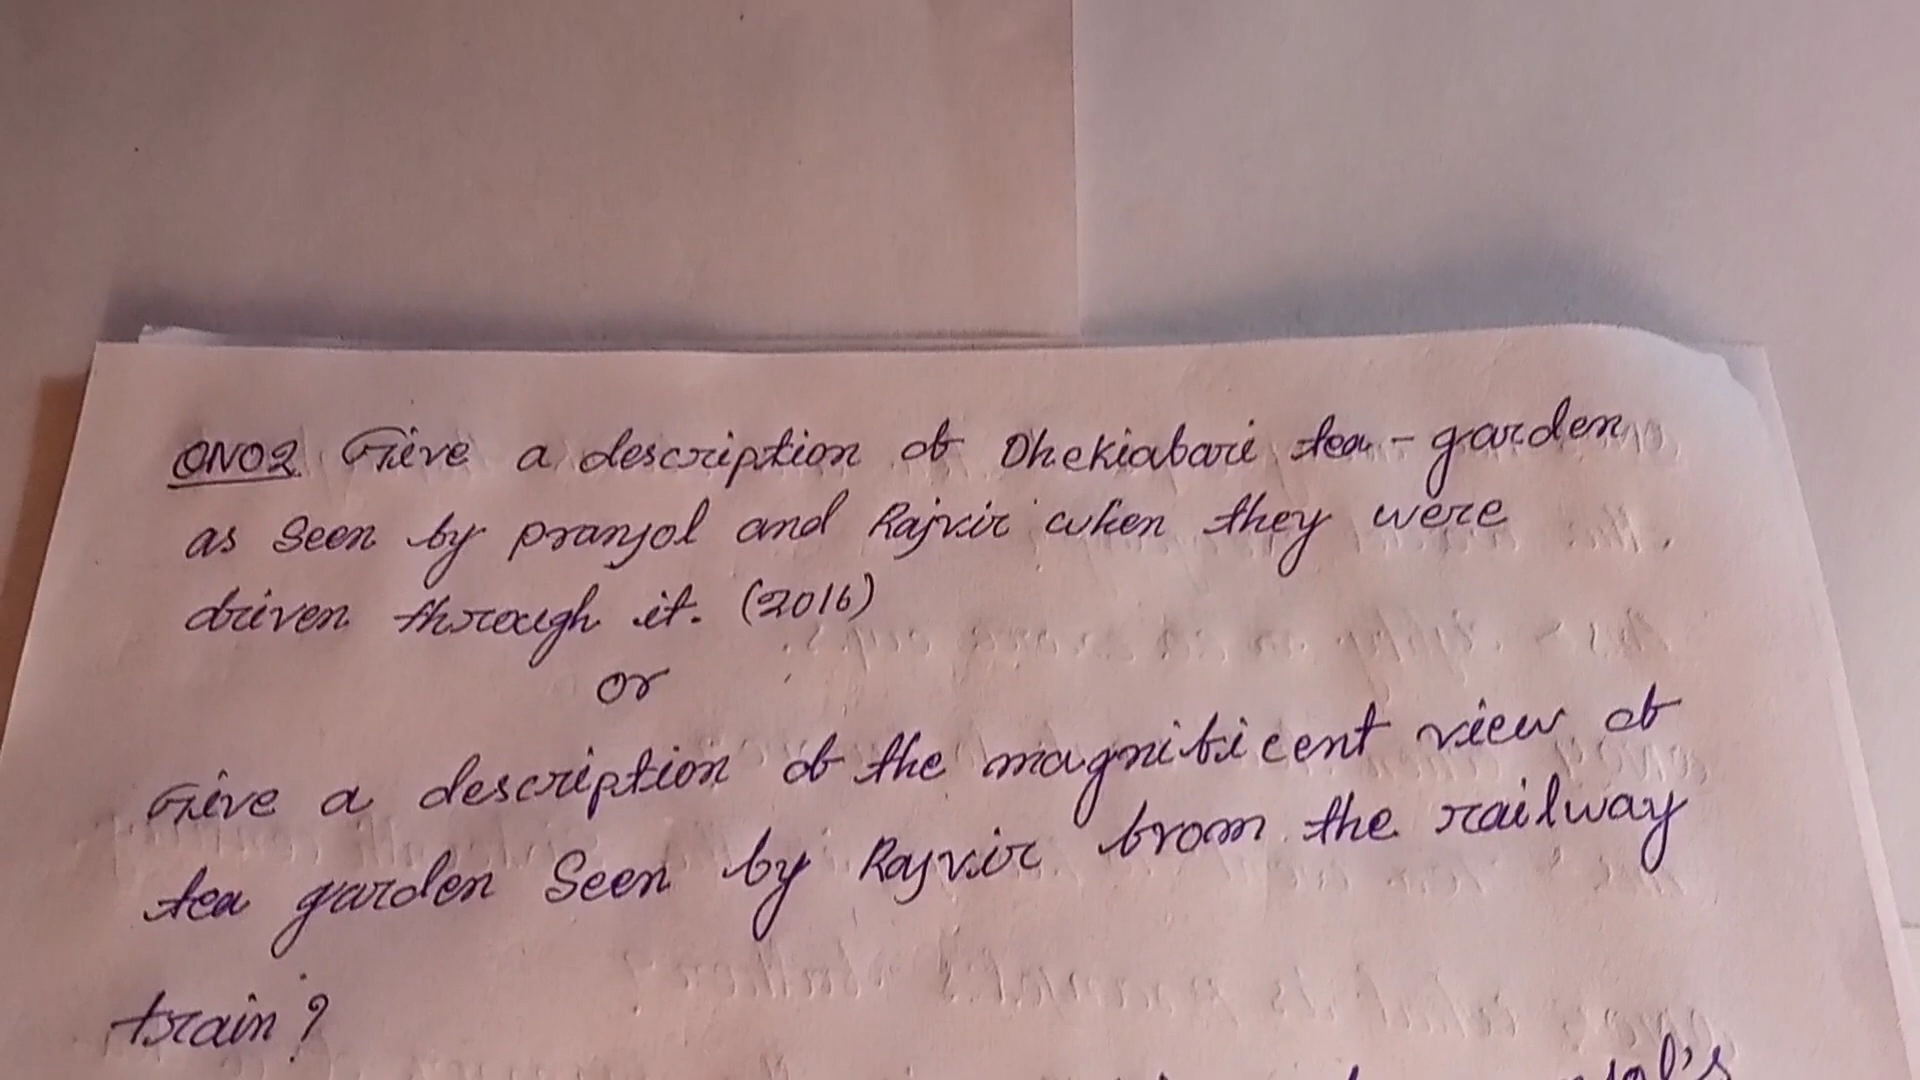 QNO2 Give a description of Dhekiabari tea-garden
as seen by pranjol and Rajvir when they were
driven through it. (2016)
or
Give a description of the magnificent view of
tea garden seen by Rajvir from the railway
train?